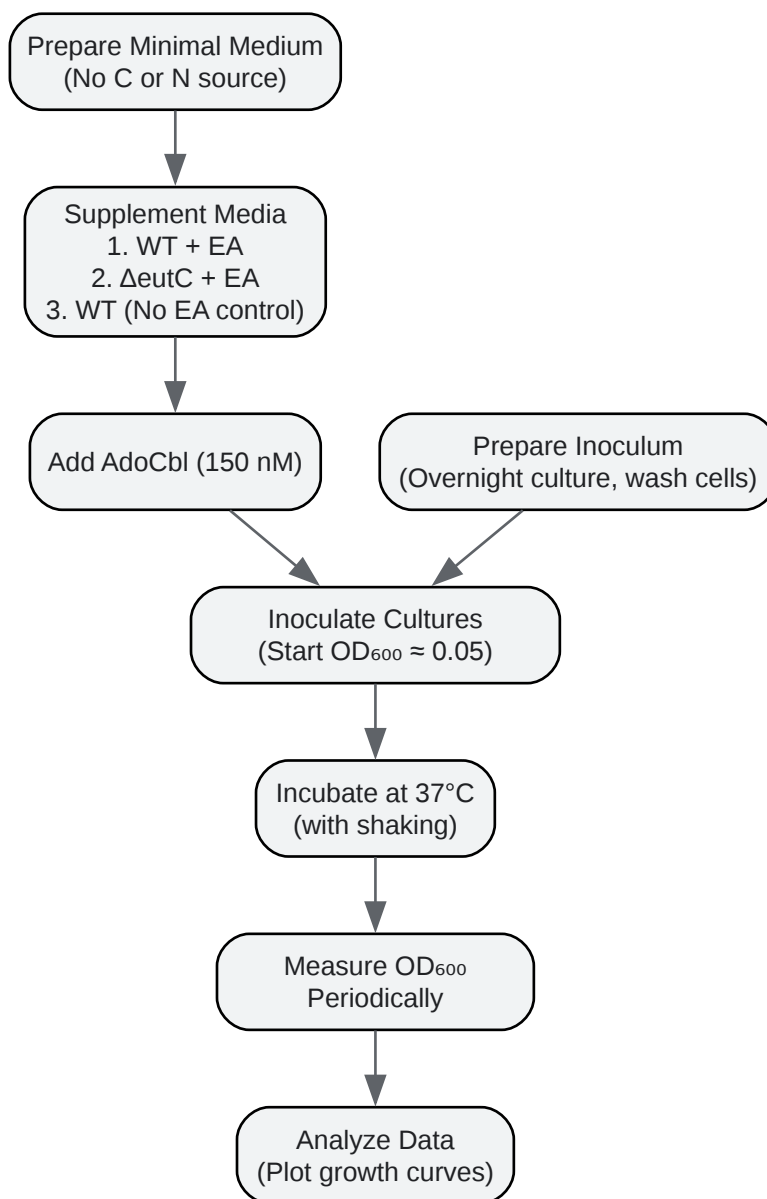 Prepare Minimal Medium
(No C or N source)
Supplement Media
1. WT + EA
2. ΔeutC + EA
3. WT (No EA control)
Add AdoCbl (150 nM)
Prepare Inoculum
(Overnight culture, wash cells)
Inoculate Cultures
(Start OD₆₀₀ ≈ 0.05)
Incubate at 37°C
(with shaking)
Measure OD₆₀₀
Periodically
Analyze Data
(Plot growth curves)